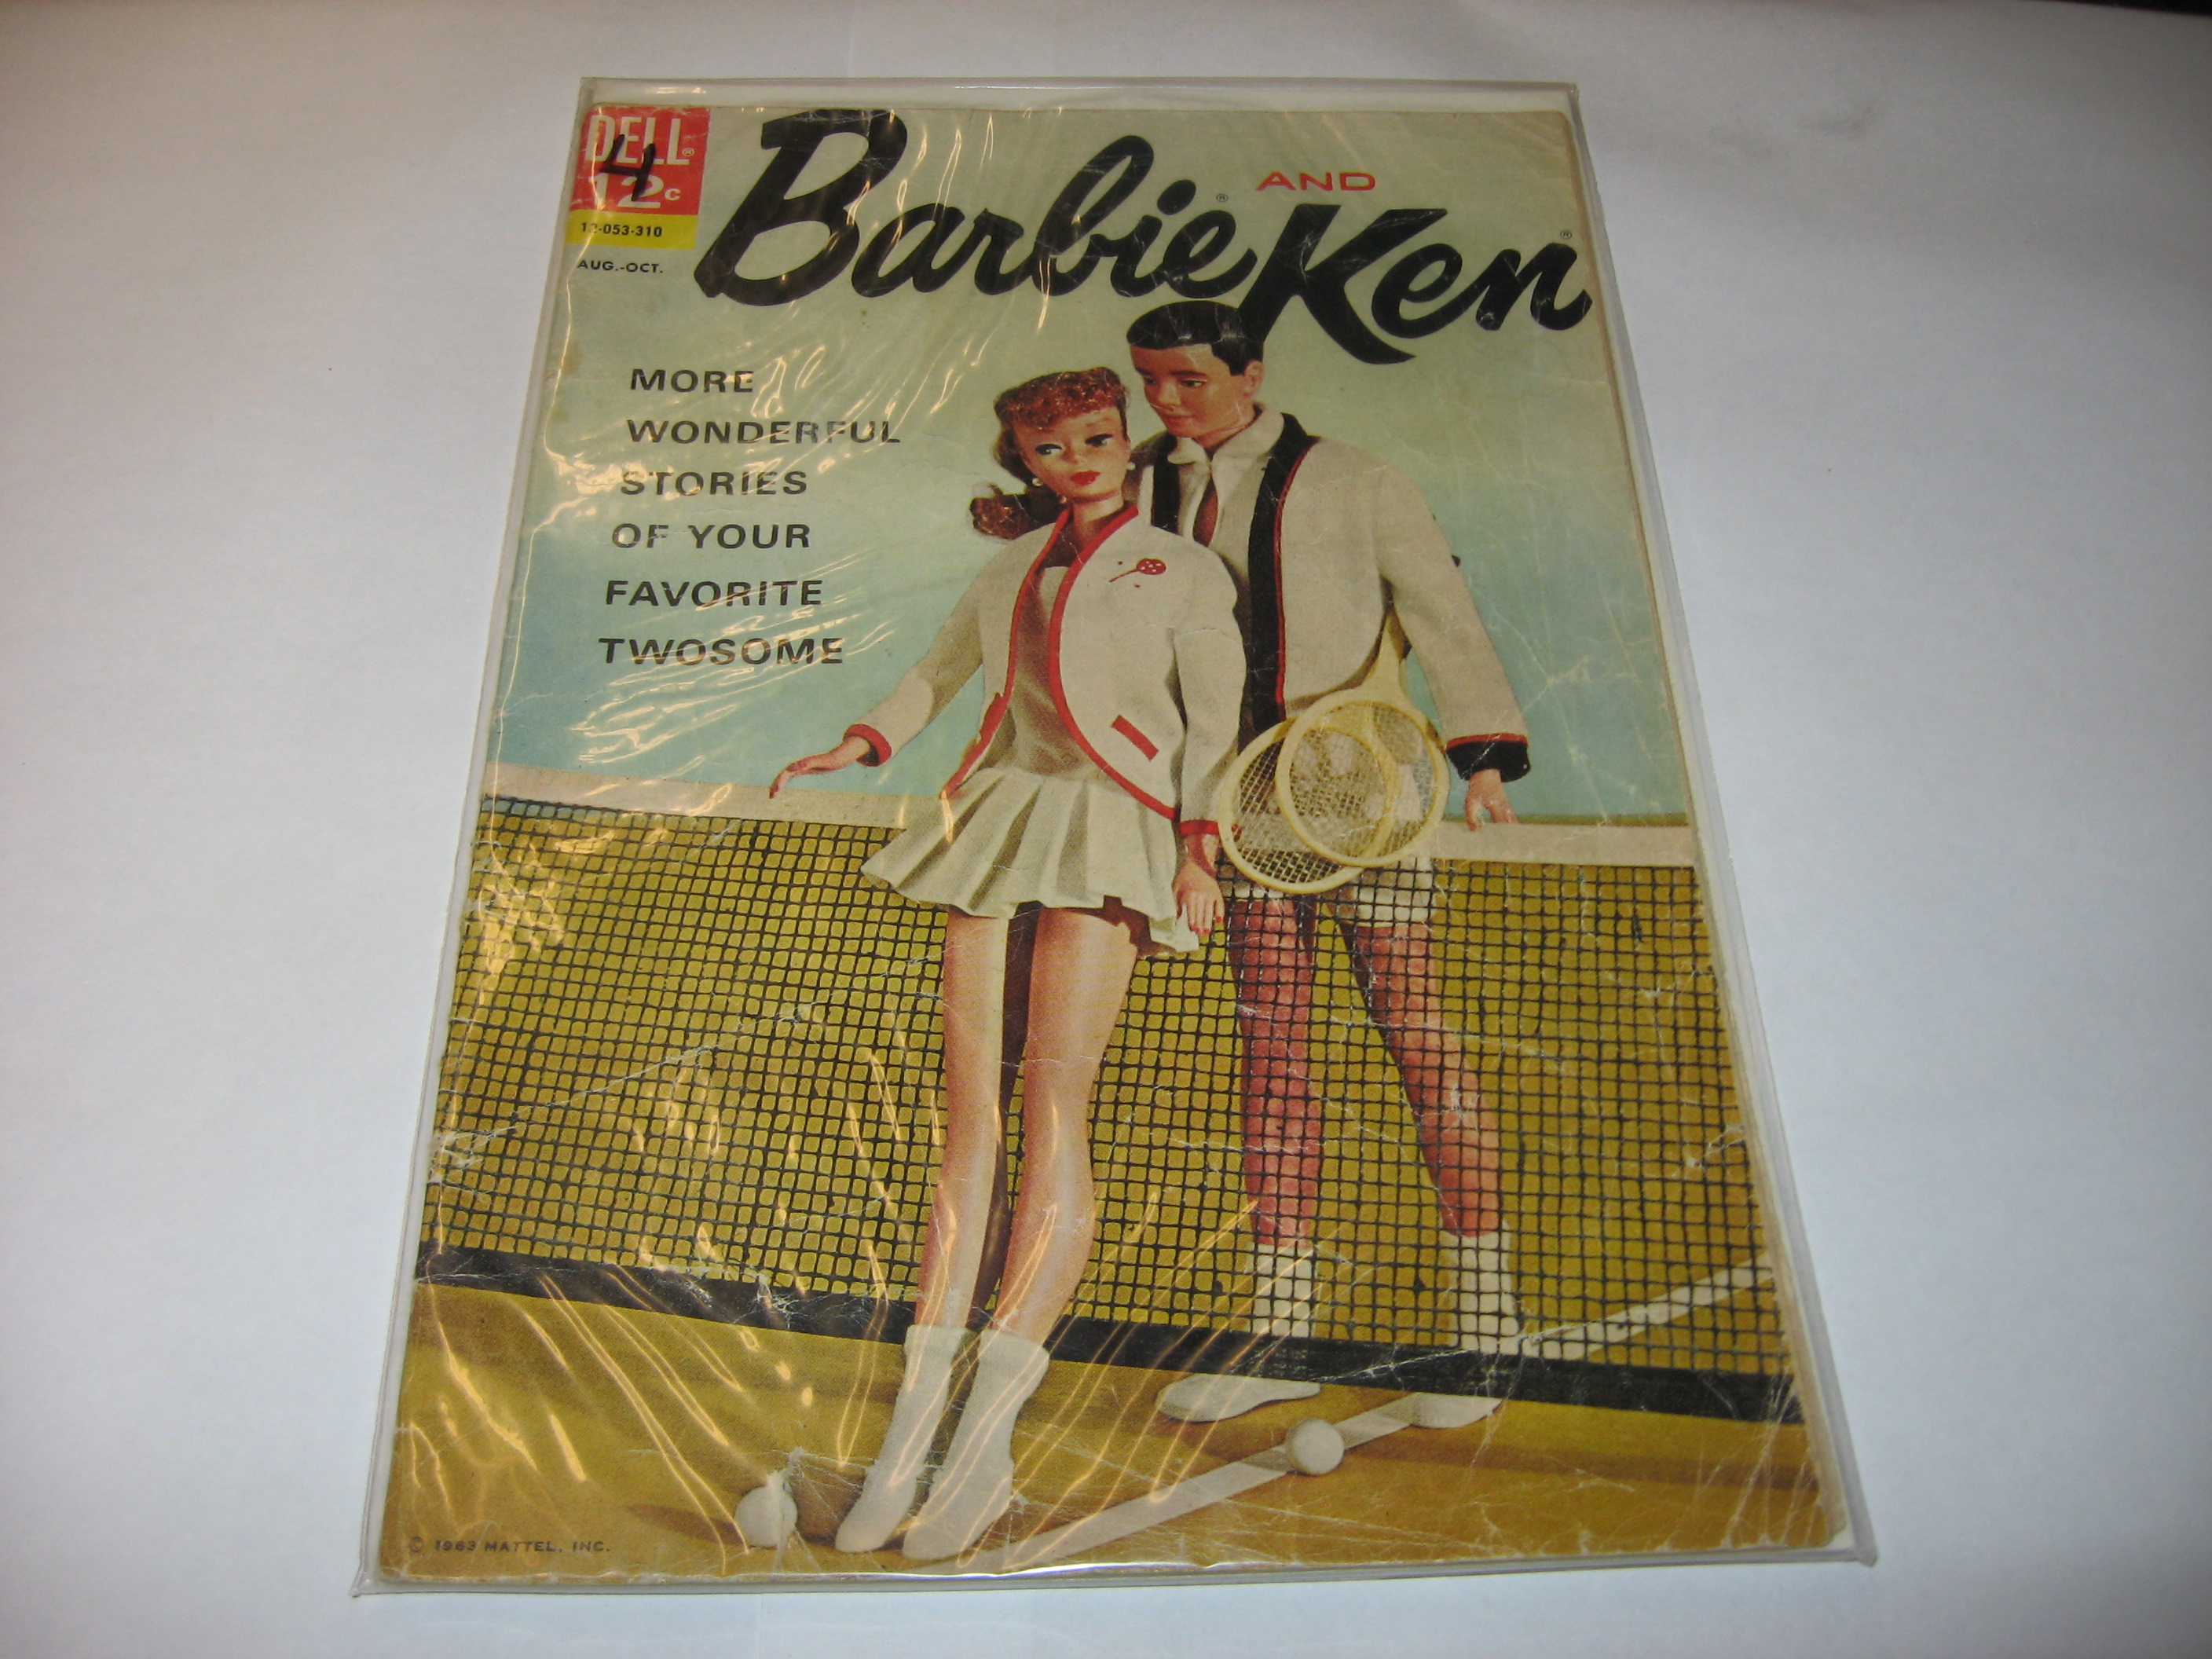 DELL®
4
12c
12-053-310
AUG.-OCT.
Barbie® AND Ken®
MORE
WONDERFUL
STORIES
OF YOUR
FAVORITE
TWOSOME
© 1963 MATTEL, INC.